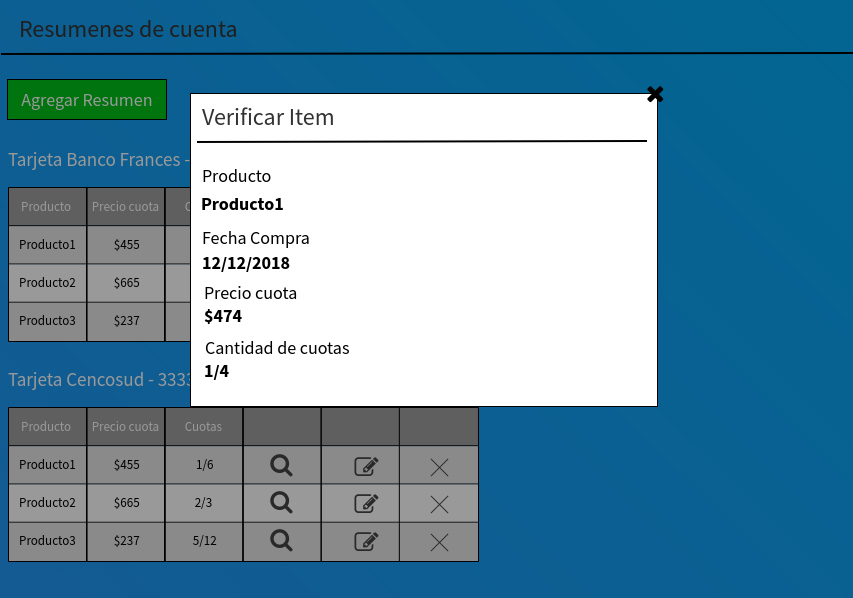 Resumenes de cuenta
Agregar Resumen
Tarjeta Banco Frances -
Producto Precio cuota
Producto1 $455
Producto2 $665
Producto3 $237
Verificar Item
Producto
Producto1
Fecha Compra
12/12/2018
Precio cuota
$474
Cantidad de cuotas
1/4
Tarjeta Cencosud - 3333
Producto Precio cuota Cuotas
Producto1 $455 1/6
Producto2 $665 2/3
Producto3 $237 5/12